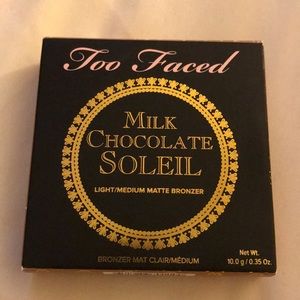 Too Faced
MILK
CHOCOLATE
SOLEIL
LIGHT/MEDIUM MATTE BRONZER
BRONZER MAT CLAIR/MÉDIUM
Net Wt.
10.0 g / 0.35 Oz.